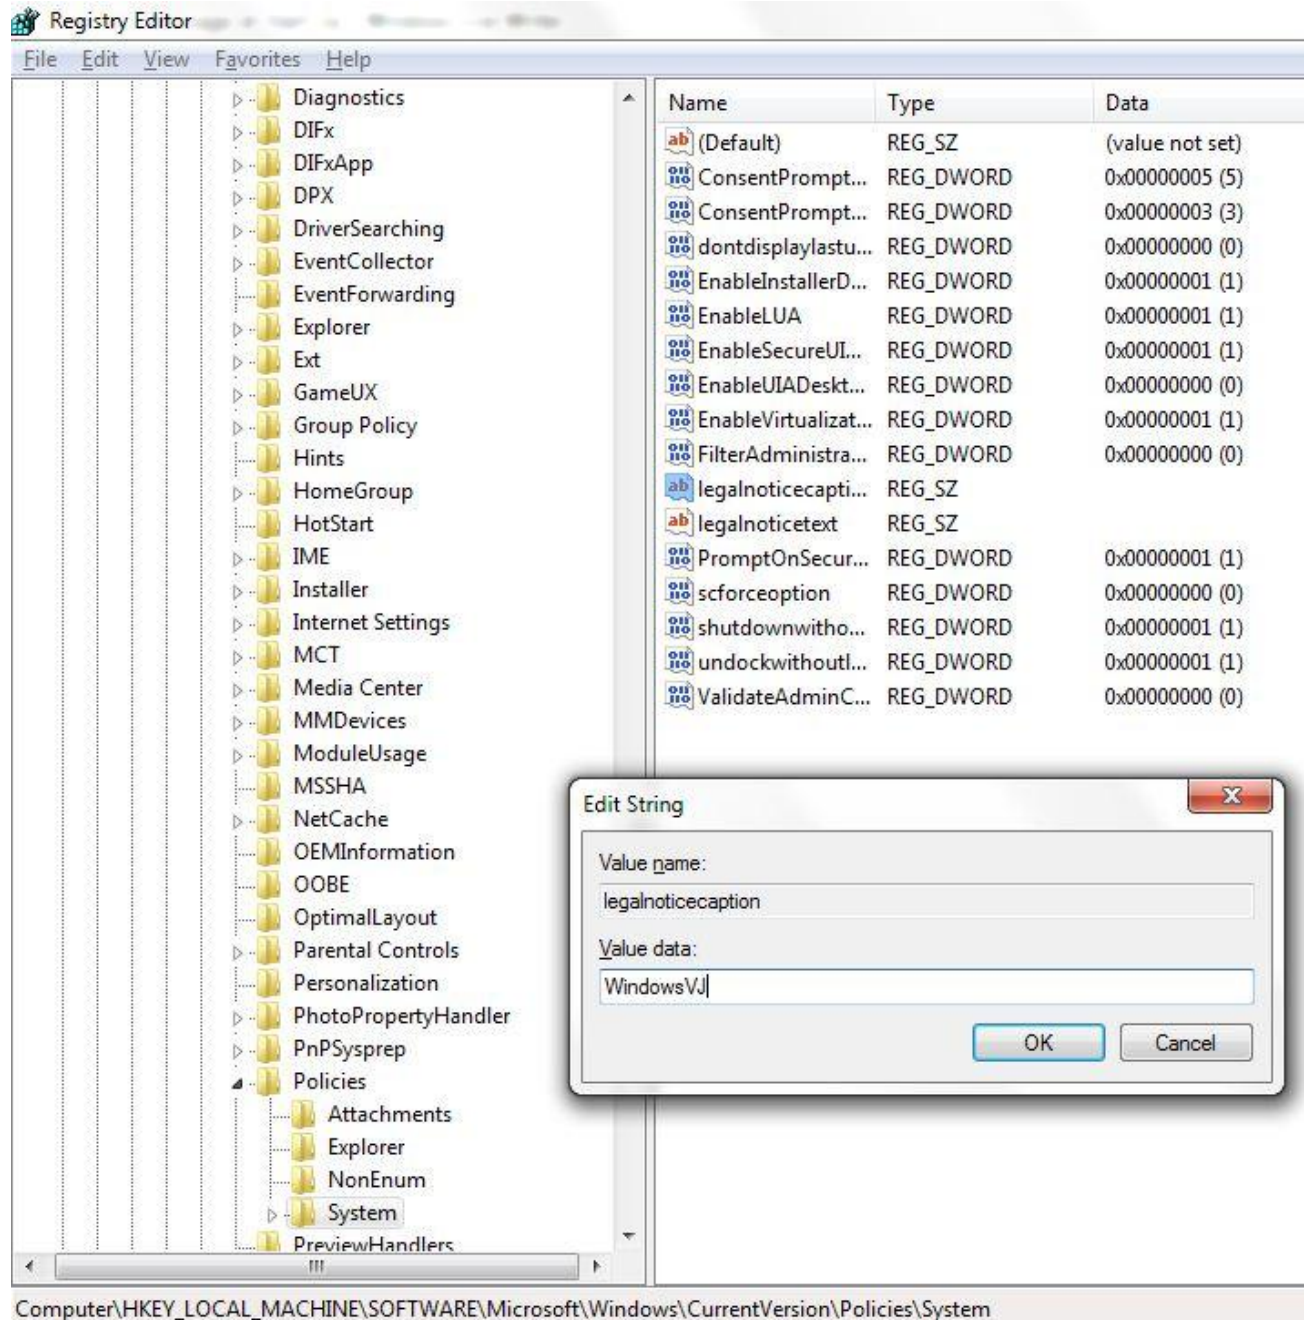 Registry Editor
File Edit View Favorites Help
Diagnostics
DIFx
DIFxApp
DPX
DriverSearching
EventCollector
EventForwarding
Explorer
Ext
GameUX
Group Policy
Hints
HomeGroup
HotStart
IME
Installer
Internet Settings
MCT
Media Center
MMDevices
ModuleUsage
MSSHA
NetCache
OEMInformation
OOBE
OptimalLayout
Parental Controls
Personalization
PhotoPropertyHandler
PnPSysprep
Policies
Attachments
Explorer
NonEnum
System
PreviewHandlers
Name Type Data
(Default) REG_SZ (value not set)
ConsentPrompt... REG_DWORD 0x00000005 (5)
ConsentPrompt... REG_DWORD 0x00000003 (3)
dontdisplaylastu... REG_DWORD 0x00000000 (0)
EnableInstallerD... REG_DWORD 0x00000001 (1)
EnableLUA REG_DWORD 0x00000001 (1)
EnableSecureUI... REG_DWORD 0x00000001 (1)
EnableUIADeskt... REG_DWORD 0x00000000 (0)
EnableVirtualizat... REG_DWORD 0x00000001 (1)
FilterAdministra... REG_DWORD 0x00000000 (0)
legalnoticecapti... REG_SZ
legalnoticetext REG_SZ
PromptOnSecur... REG_DWORD 0x00000001 (1)
scforceoption REG_DWORD 0x00000000 (0)
shutdownwitho... REG_DWORD 0x00000001 (1)
undockwithoutl... REG_DWORD 0x00000001 (1)
ValidateAdminC... REG_DWORD 0x00000000 (0)
Edit String
Value name:
legalnoticecaption
Value data:
WindowsVJ
OK Cancel
Computer\HKEY_LOCAL_MACHINE\SOFTWARE\Microsoft\Windows\CurrentVersion\Policies\System